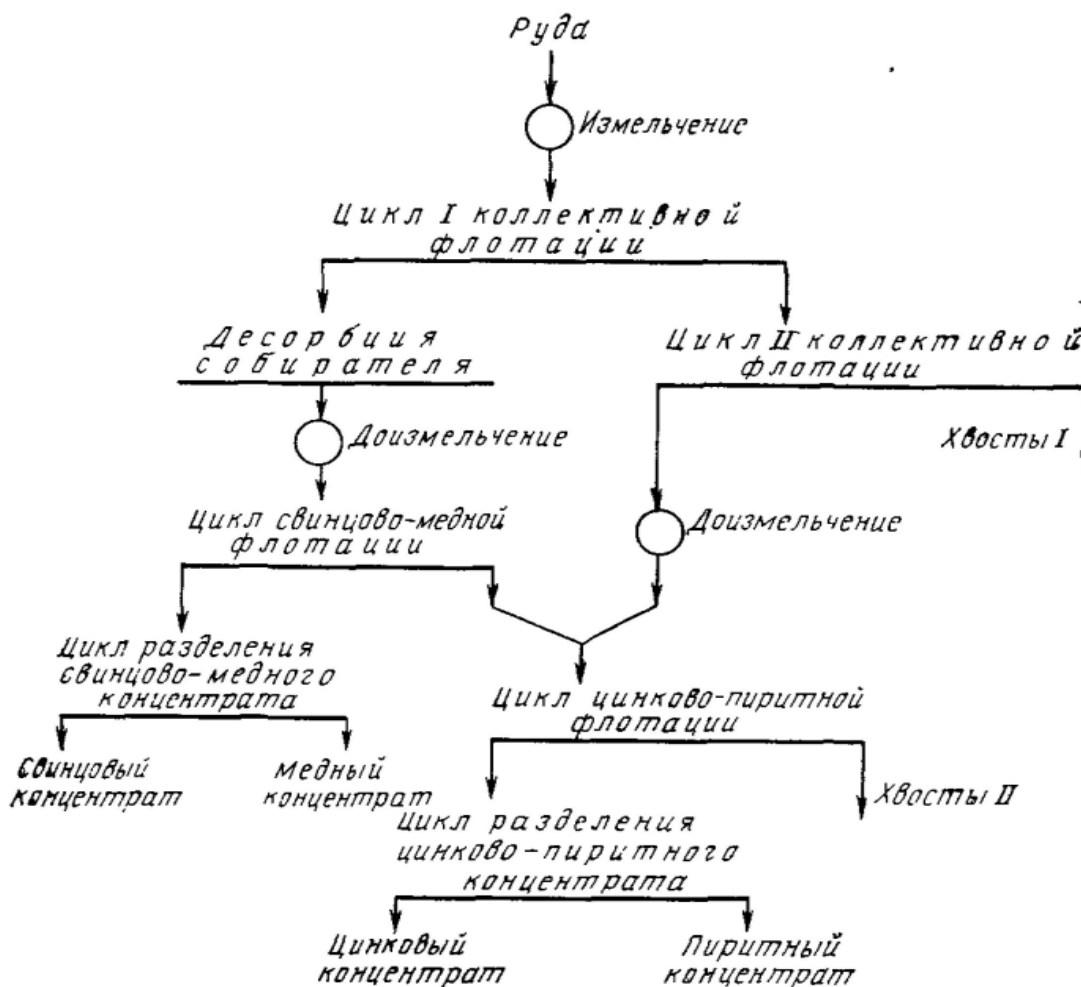 Руда
Измельчение
Цикл I коллективной
флотации
Десорбция
собирателя
Цикл II коллективной
флотации
Доизмельчение
Хвосты I
Цикл свинцово-медной
флотации
Доизмельчение
Цикл разделения
свинцово-медного
концентрата
Цикл цинково-пиритной
флотации
Свинцовый
концентрат
Медный
концентрат
Хвосты II
Цикл разделения
цинково-пиритного
концентрата
Цинковый
концентрат
Пиритный
концентрат